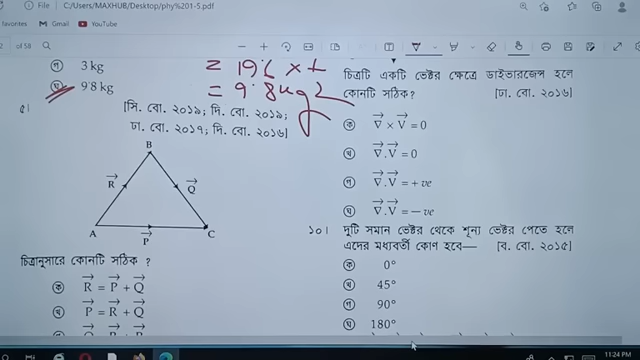 File C:/Users/MAXHUB/Desktop/phy%201-5.pdf
favorites Gmail YouTube
of 58
গ 3 kg
ঘ 9.8 kg
= 9.8 kg
৫।
[সি. বো. ২০১৯; দি. বো. ২০১৯;
ঢা. বো. ২০১৭; দি. বো. ২০১৬]
B
R
Q
A
P
C
চিত্রানুসারে কোনটি সঠিক ?
ক R = P + Q
খ P = R + Q
চিত্রটি একটি ভেক্টর ক্ষেত্রে ডাইভারজেন্স হলে
কোনটি সঠিক? [ঢা. বো. ২০১৬]
ক ∇ × V = 0
খ ∇.V = 0
গ ∇.V = + ve
ঘ ∇.V = − ve
১০। দুটি সমান ভেক্টর থেকে শূন্য ভেক্টর পেতে হলে
এদের মধ্যবর্তী কোণ হবে— [ব. বো. ২০১৫]
ক 0°
খ 45°
গ 90°
ঘ 180°
11:24 PM